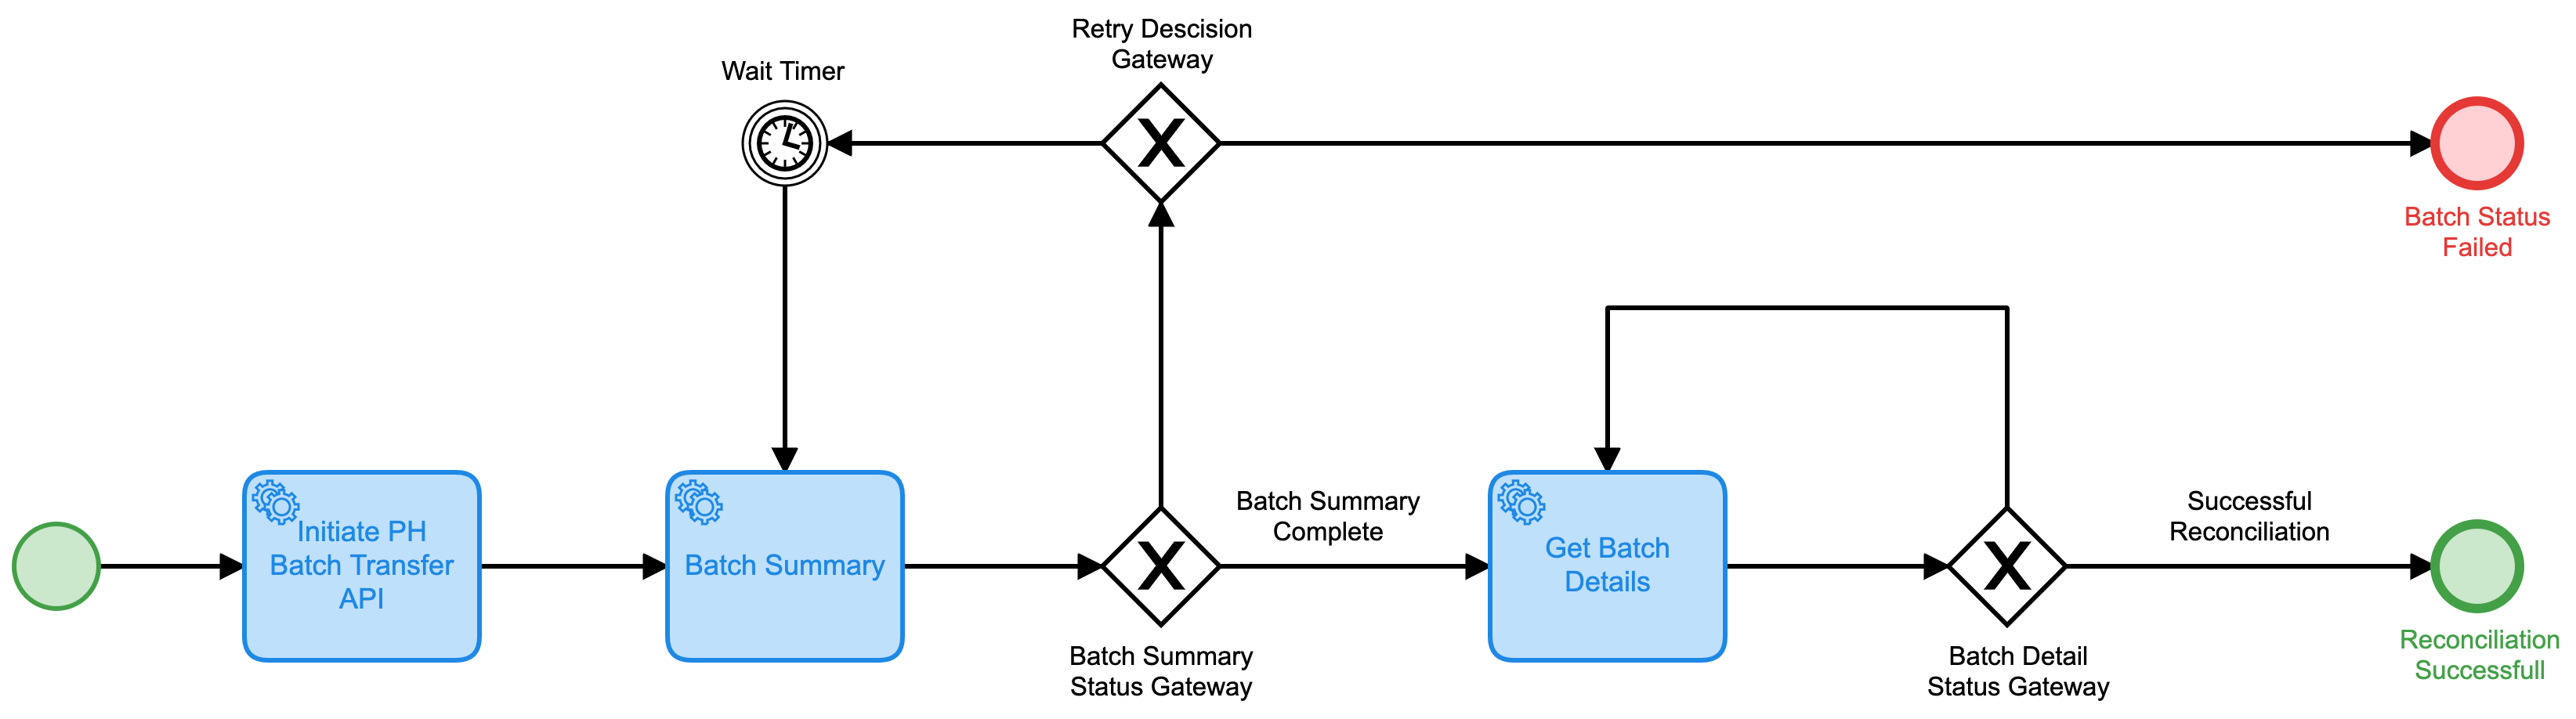 Retry Descision
Gateway
Wait Timer
Batch Status
Failed
Initiate PH
Batch Transfer
API
Batch Summary
Batch Summary
Complete
Get Batch
Details
Successful
Reconciliation
Batch Summary
Status Gateway
Batch Detail
Status Gateway
Reconciliation
Successfull